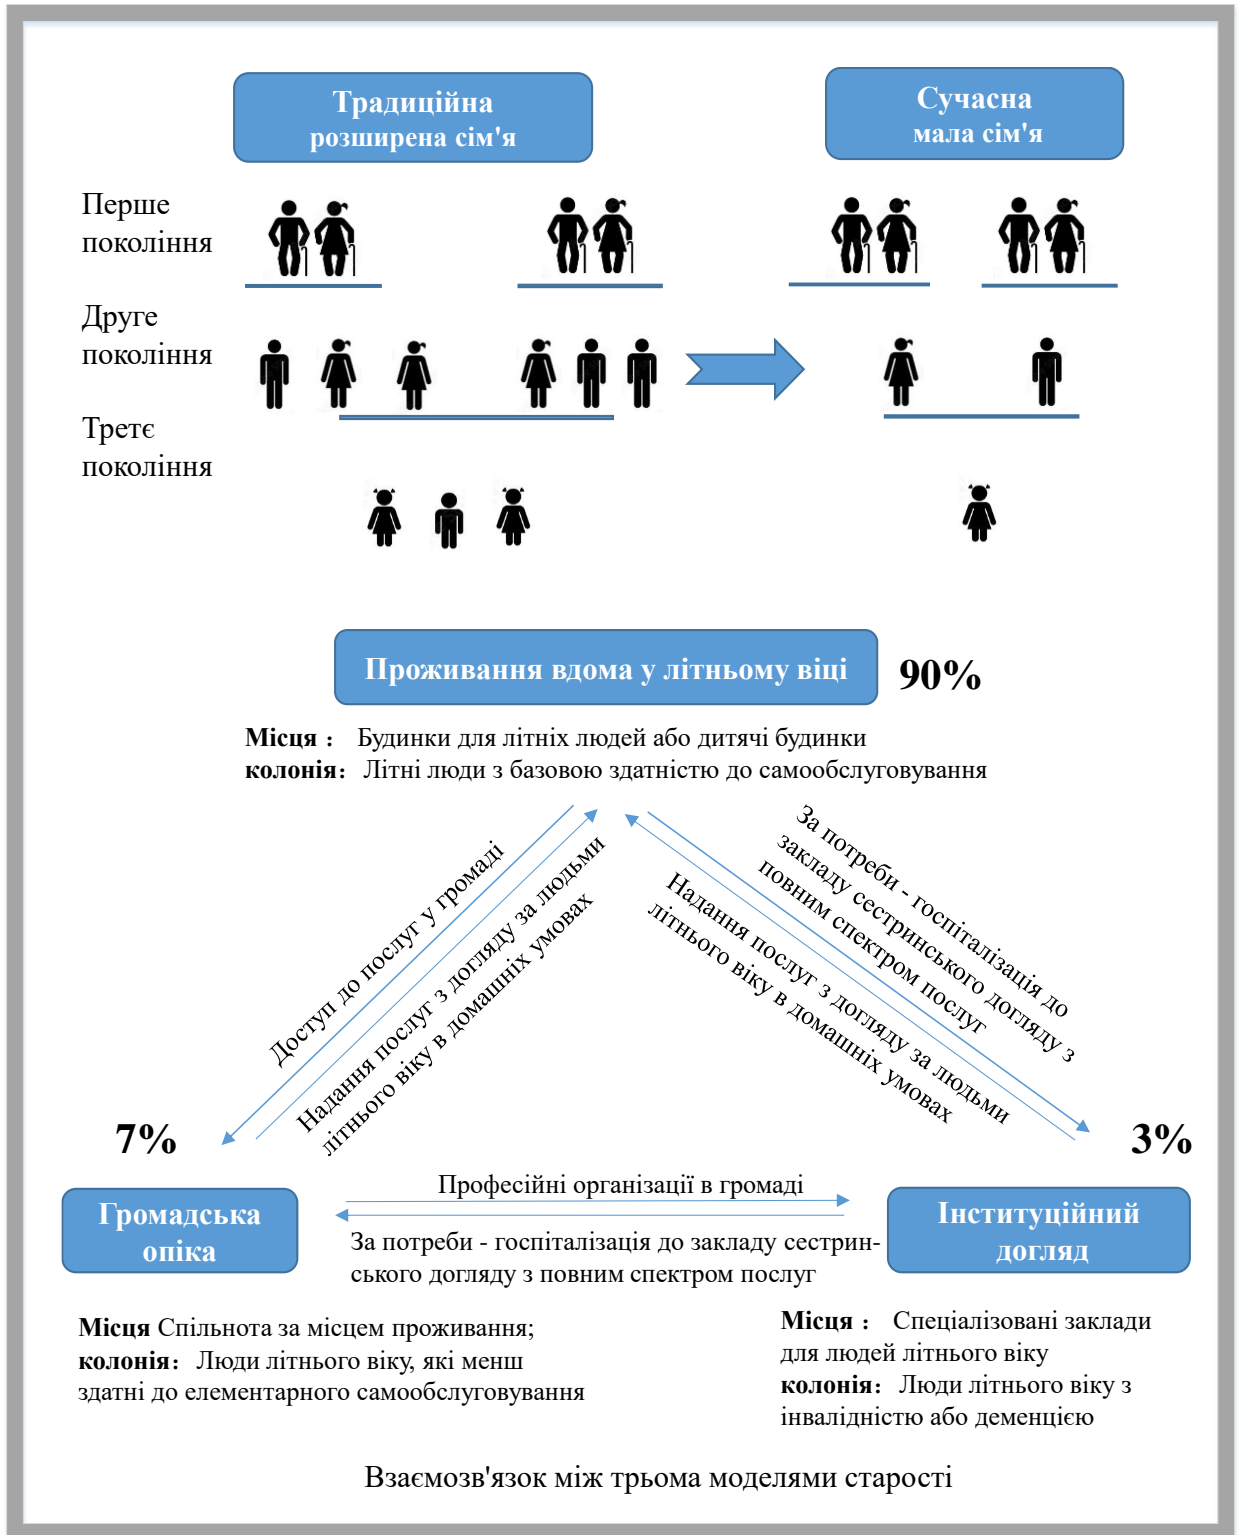 Традиційна
розширена сім'я
Сучасна
мала сім'я
Перше
покоління
Друге
покоління
Третє
покоління
Проживання вдома у літньому віці
90%
Місця： Будинки для літніх людей або дитячі будинки
колонія： Літні люди з базовою здатністю до самообслуговування
Доступ до послуг у громаді
Надання послуг з догляду за людьми
літнього віку в домашніх умовах
За потреби - госпіталізація до
закладу сестринського догляду з
повним спектром послуг
Надання послуг з догляду за людьми
літнього віку в домашніх умовах
7%
3%
Громадська
опіка
Професійні організації в громаді
За потреби - госпіталізація до закладу сестрин-
ського догляду з повним спектром послуг
Інституційний
догляд
Місця Спільнота за місцем проживання;
колонія： Люди літнього віку, які менш
здатні до елементарного самообслуговування
Місця： Спеціалізовані заклади
для людей літнього віку
колонія： Люди літнього віку з
інвалідністю або деменцією
Взаємозв'язок між трьома моделями старості